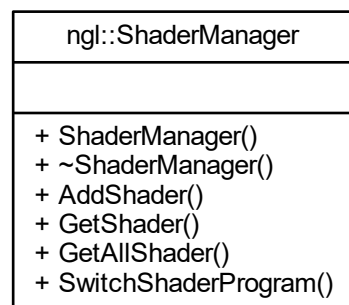 ngl::ShaderManager
+ ShaderManager()
+ ~ShaderManager()
+ AddShader()
+ GetShader()
+ GetAllShader()
+ SwitchShaderProgram()